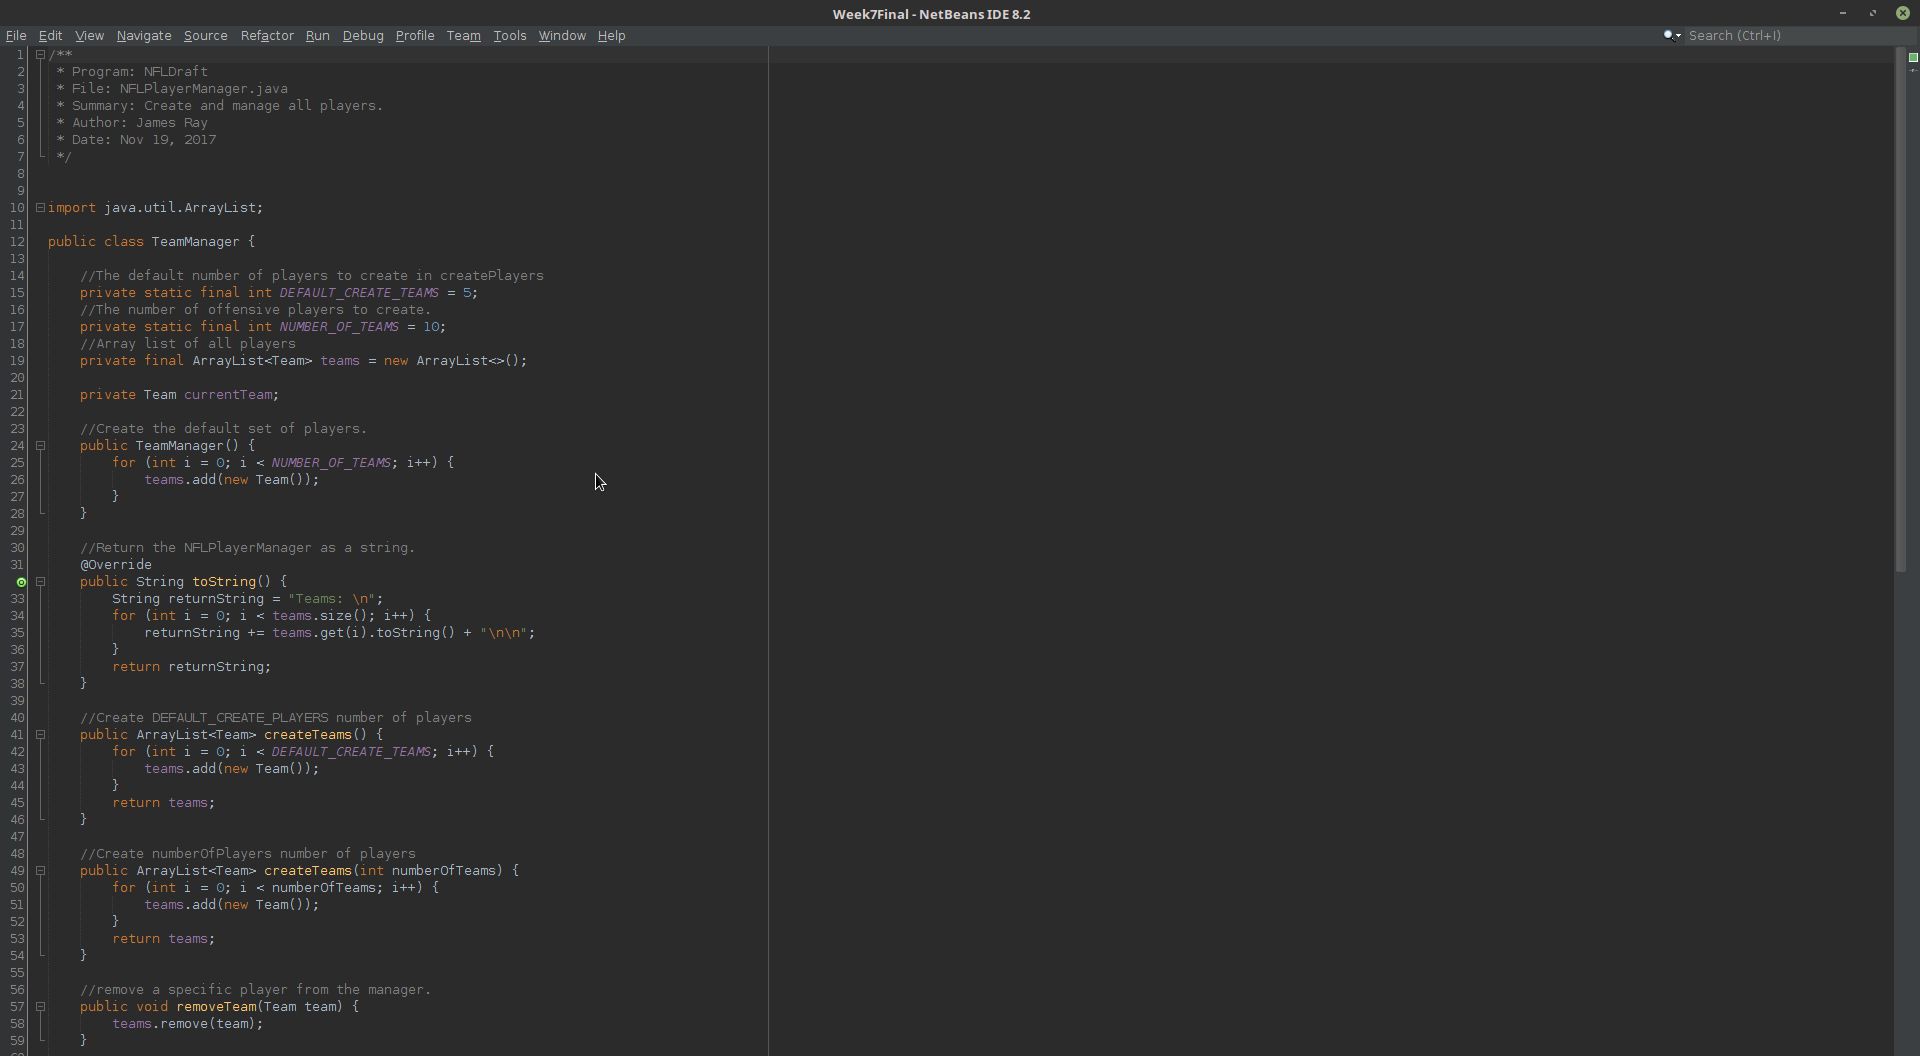 Week7Final - NetBeans IDE 8.2
File Edit View Navigate Source Refactor Run Debug Profile Team Tools Window Help Search (Ctrl+I)
1 /**
2 * Program: NFLDraft
3 * File: NFLPlayerManager.java
4 * Summary: Create and manage all players.
5 * Author: James Ray
6 * Date: Nov 19, 2017
7 */
8
9
10 import java.util.ArrayList;
11
12 public class TeamManager {
13
14 //The default number of players to create in createPlayers
15 private static final int DEFAULT_CREATE_TEAMS = 5;
16 //The number of offensive players to create.
17 private static final int NUMBER_OF_TEAMS = 10;
18 //Array list of all players
19 private final ArrayList<Team> teams = new ArrayList<>();
20
21 private Team currentTeam;
22
23 //Create the default set of players.
24 public TeamManager() {
25 for (int i = 0; i < NUMBER_OF_TEAMS; i++) {
26 teams.add(new Team());
27 }
28 }
29
30 //Return the NFLPlayerManager as a string.
31 @Override
public String toString() {
33 String returnString = "Teams: \n";
34 for (int i = 0; i < teams.size(); i++) {
35 returnString += teams.get(i).toString() + "\n\n";
36 }
37 return returnString;
38 }
39
40 //Create DEFAULT_CREATE_PLAYERS number of players
41 public ArrayList<Team> createTeams() {
42 for (int i = 0; i < DEFAULT_CREATE_TEAMS; i++) {
43 teams.add(new Team());
44 }
45 return teams;
46 }
47
48 //Create numberOfPlayers number of players
49 public ArrayList<Team> createTeams(int numberOfTeams) {
50 for (int i = 0; i < numberOfTeams; i++) {
51 teams.add(new Team());
52 }
53 return teams;
54 }
55
56 //remove a specific player from the manager.
57 public void removeTeam(Team team) {
58 teams.remove(team);
59 }